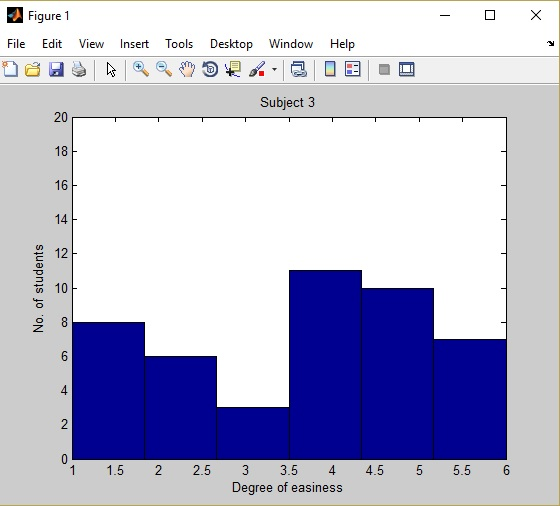 Figure 1
File Edit View Insert Tools Desktop Window Help
Subject 3
20
18
16
14
12
10
8
6
4
2
0
No. of students
1 1.5 2 2.5 3 3.5 4 4.5 5 5.5 6
Degree of easiness